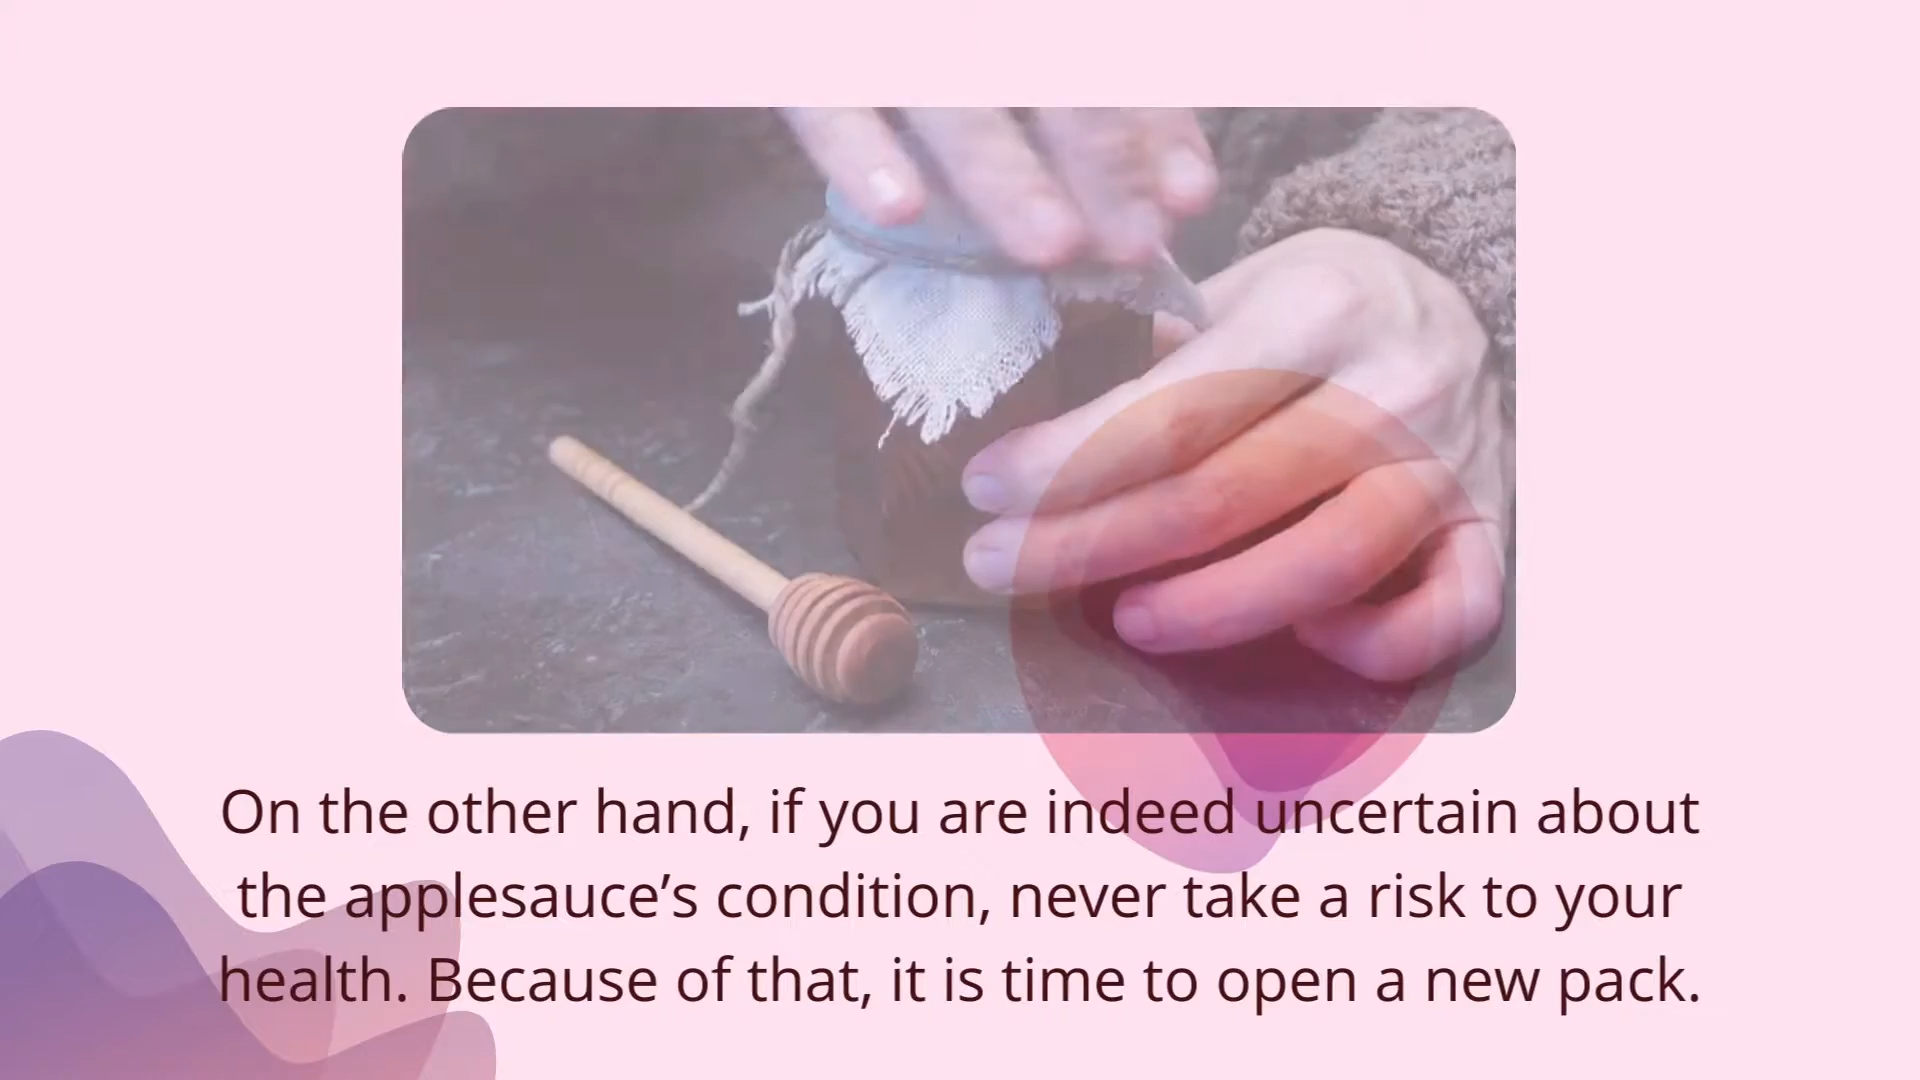 On the other hand, if you are indeed uncertain about
the applesauce’s condition, never take a risk to your
health. Because of that, it is time to open a new pack.